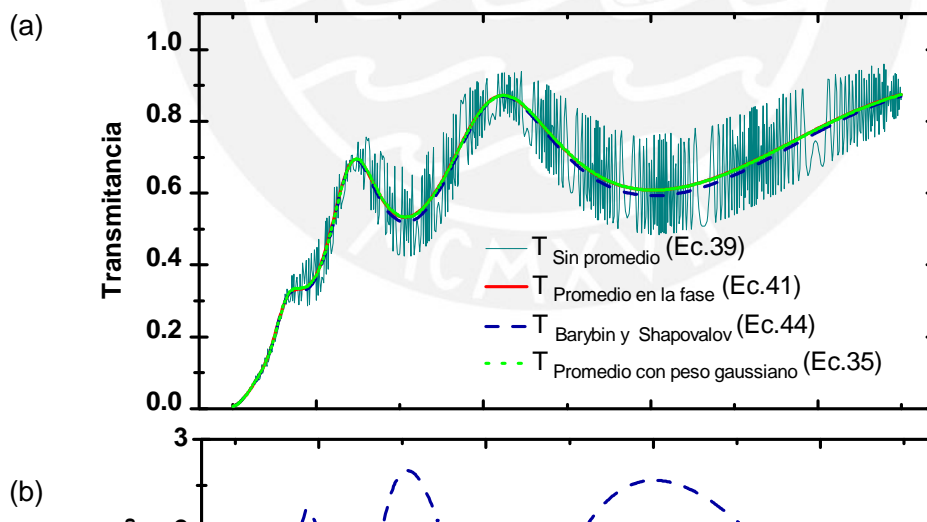 (a)
Transmitancia
1.0
0.8
0.6
0.4
0.2
0.0
T Sin promedio (Ec.39)
T Promedio en la fase (Ec.41)
T Barybin y Shapovalov (Ec.44)
T Promedio con peso gaussiano (Ec.35)
(b)
3